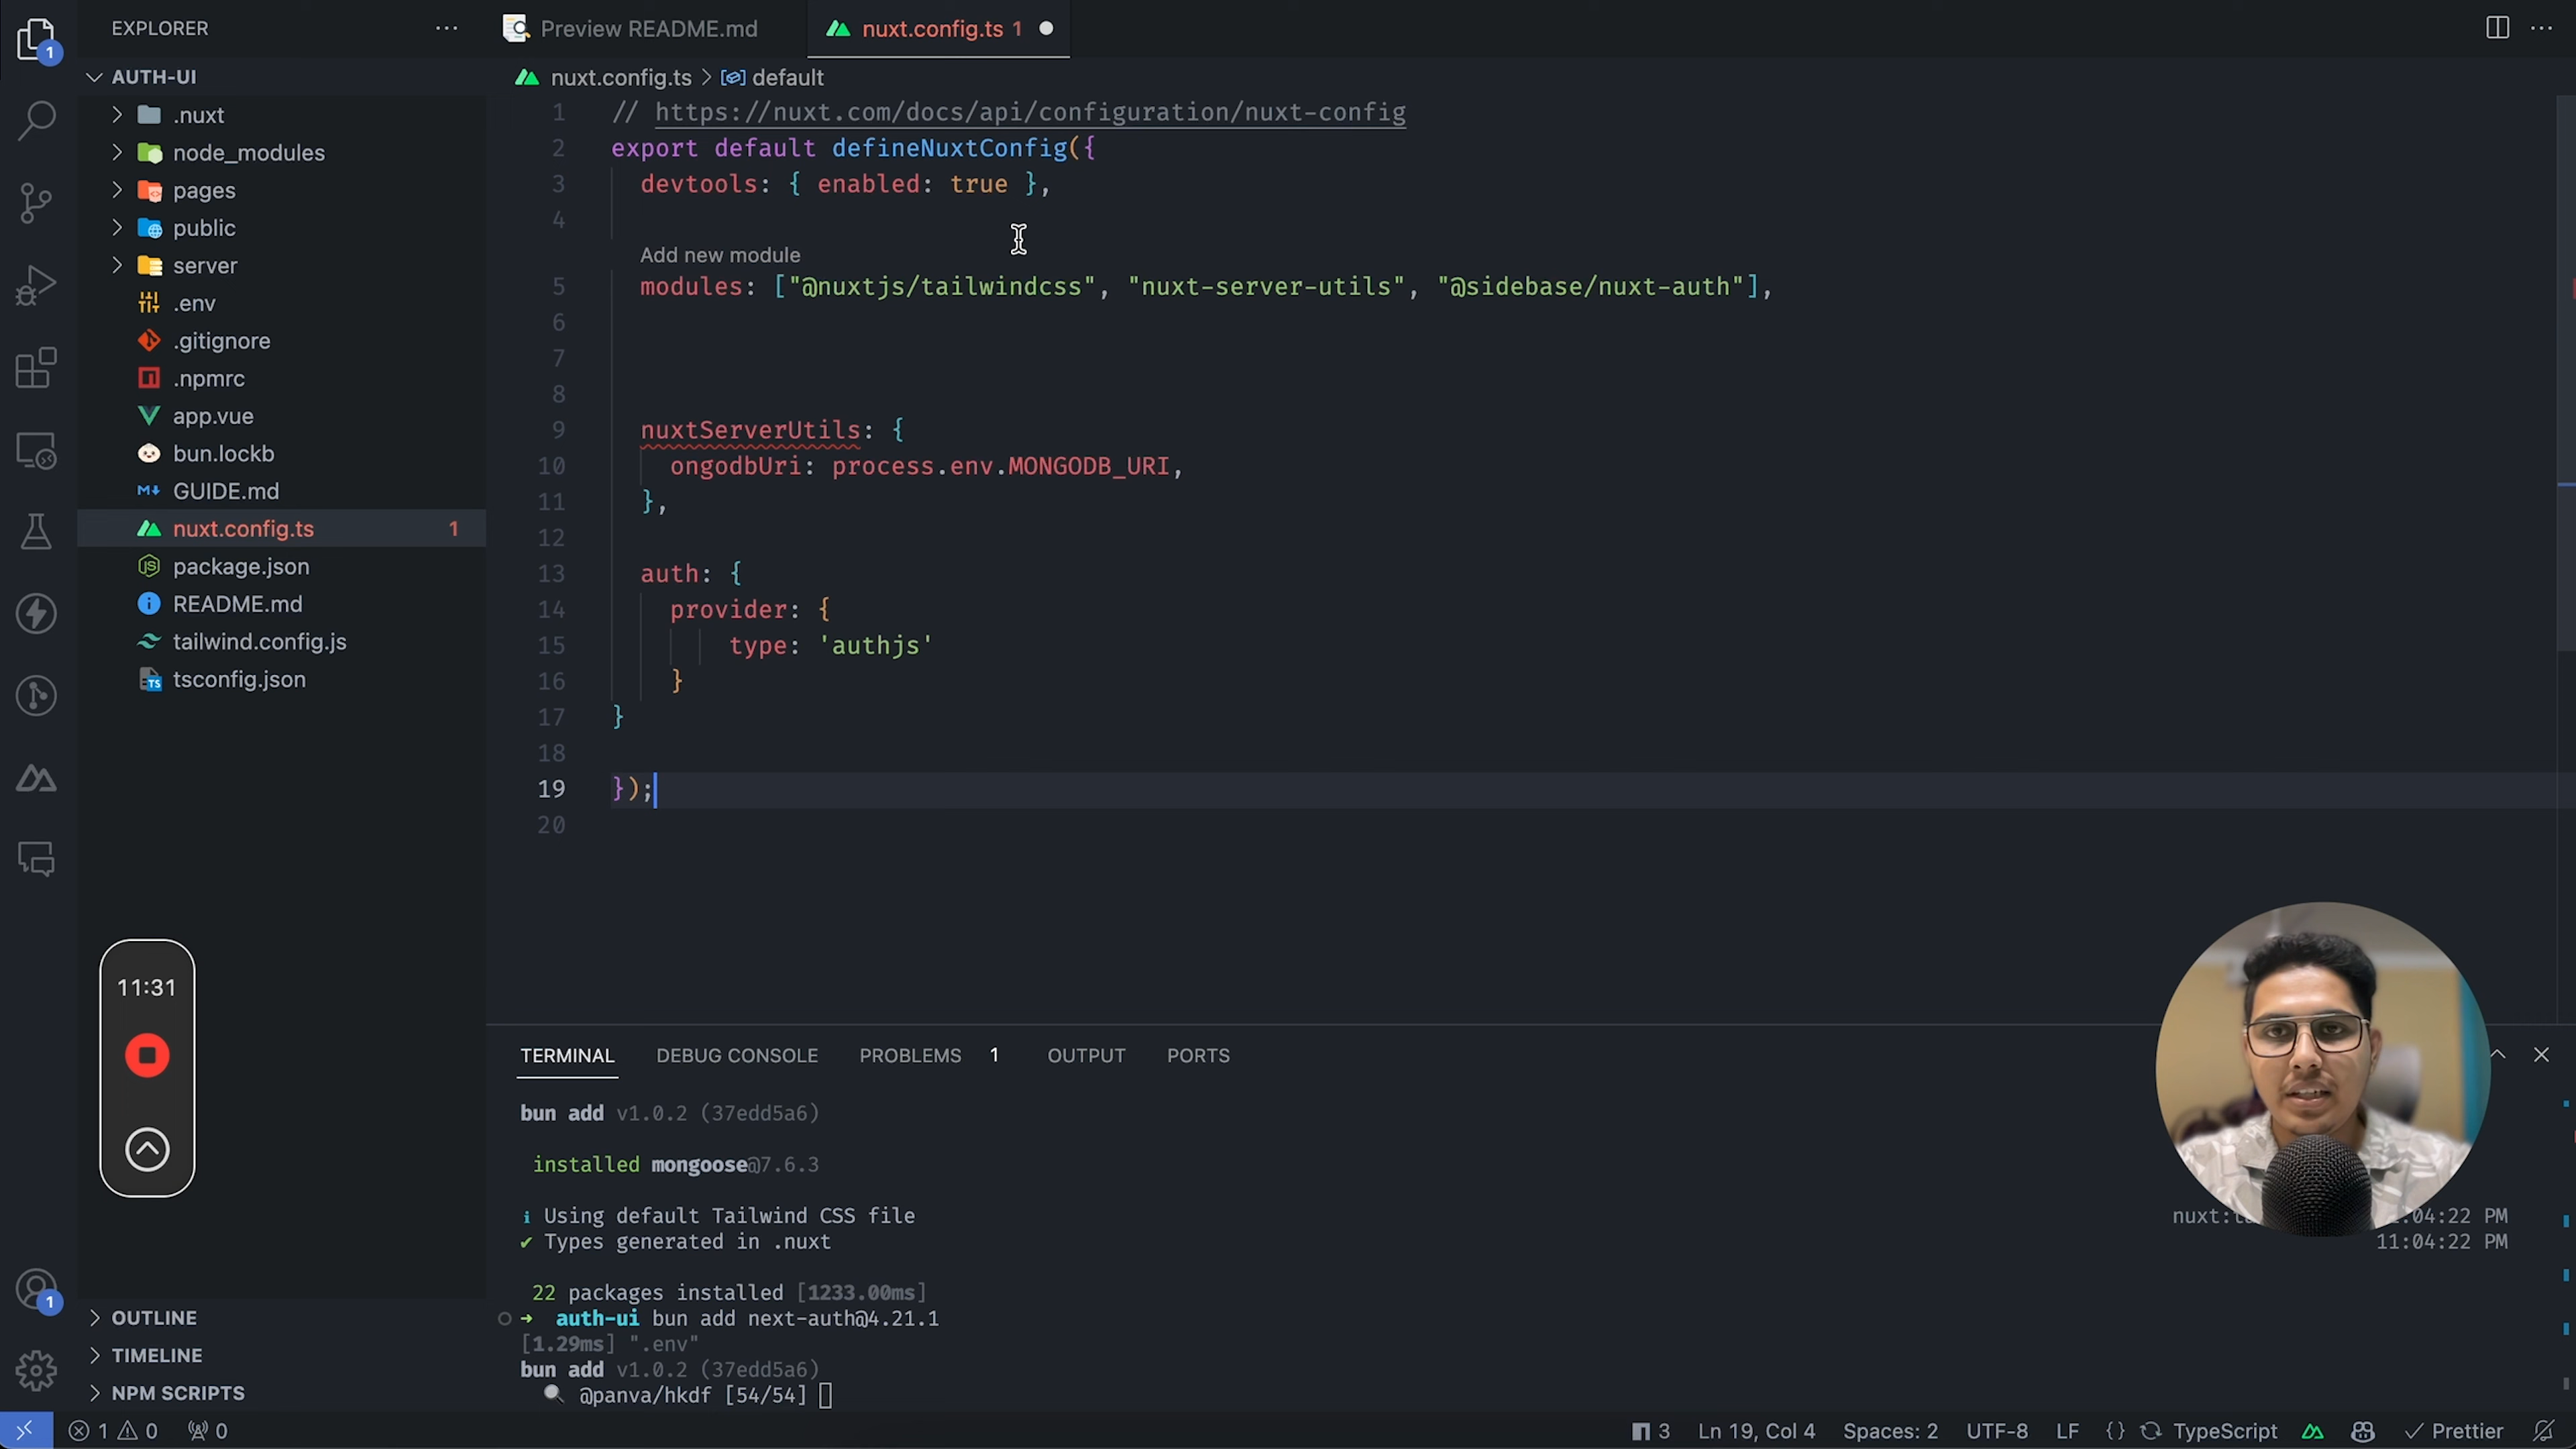 EXPLORER
Preview README.md
nuxt.config.ts 1
1
AUTH-UI
nuxt.config.ts > default
.nuxt
node_modules
pages
public
server
.env
.gitignore
.npmrc
app.vue
bun.lockb
GUIDE.md
nuxt.config.ts 1
package.json
README.md
tailwind.config.js
tsconfig.json
1 // https://nuxt.com/docs/api/configuration/nuxt-config
2 export default defineNuxtConfig({
3 devtools: { enabled: true },
4
Add new module
5 modules: ["@nuxtjs/tailwindcss", "nuxt-server-utils", "@sidebase/nuxt-auth"],
6
7
8
9 nuxtServerUtils: {
10 ongodbUri: process.env.MONGODB_URI,
11 },
12
13 auth: {
14 provider: {
15 type: 'authjs'
16 }
17 }
18
19 });
20
11:31
TERMINAL DEBUG CONSOLE PROBLEMS 1 OUTPUT PORTS
bun add v1.0.2 (37edd5a6)
installed mongoose@7.6.3
i Using default Tailwind CSS file
04:22 PM
✔ Types generated in .nuxt
11:04:22 PM
22 packages installed [1233.00ms]
→ auth-ui bun add next-auth@4.21.1
[1.29ms] ".env"
bun add v1.0.2 (37edd5a6)
@panva/hkdf [54/54]
1
OUTLINE
TIMELINE
NPM SCRIPTS
1 0 0 3 Ln 19, Col 4 Spaces: 2 UTF-8 LF {} TypeScript Prettier